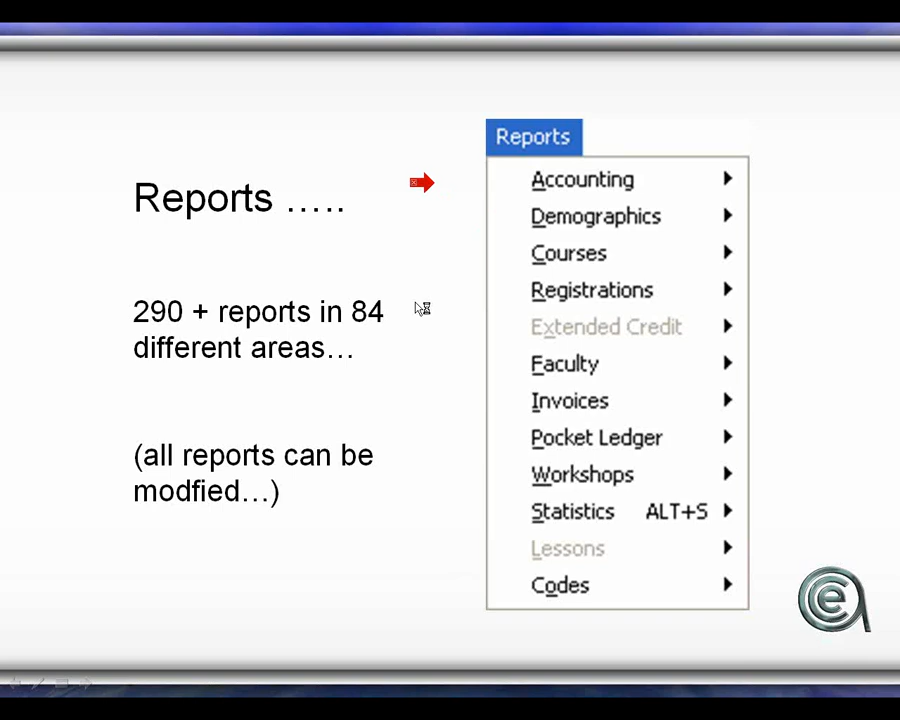 Reports …..
290 + reports in 84
different areas…
(all reports can be
modfied…)
Reports
Accounting
Demographics
Courses
Registrations
Extended Credit
Faculty
Invoices
Pocket Ledger
Workshops
Statistics ALT+S
Lessons
Codes